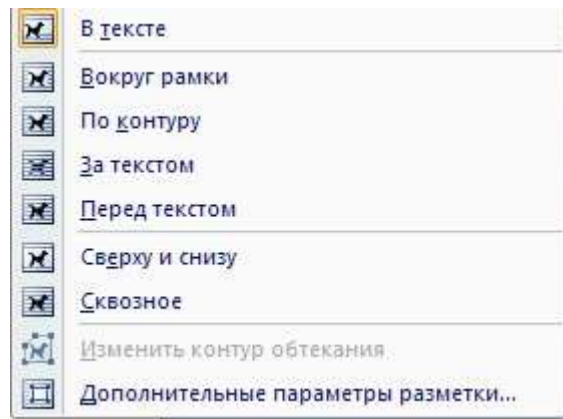 В тексте
Вокруг рамки
По контуру
За текстом
Перед текстом
Сверху и снизу
Сквозное
Изменить контур обтекания
Дополнительные параметры разметки...